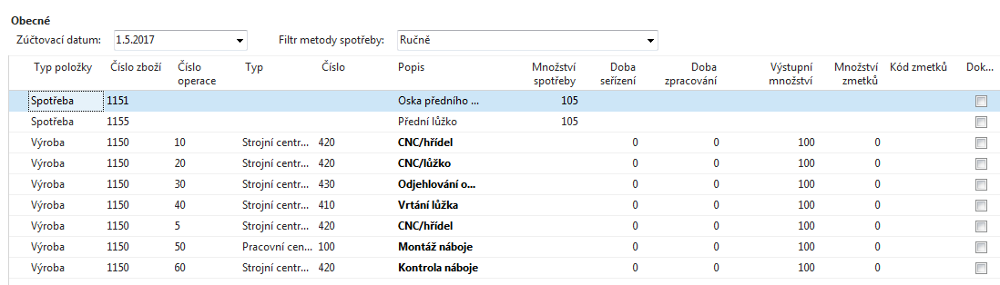 Obecné
Zúčtovací datum: 1.5.2017 Filtr metody spotřeby: Ručně
Typ položky Číslo zboží Číslo operace Typ Číslo Popis Množství spotřeby Doba seřízení Doba zpracování Výstupní množství Množství zmetků Kód zmetků Dok...
Spotřeba 1151 Oska předního ... 105
Spotřeba 1155 Přední lůžko 105
Výroba 1150 10 Strojní centr... 420 CNC/hřídel 0 0 100 0
Výroba 1150 20 Strojní centr... 420 CNC/lůžko 0 0 100 0
Výroba 1150 30 Strojní centr... 430 Odjehlování o... 0 0 100 0
Výroba 1150 40 Strojní centr... 410 Vrtání lůžka 0 0 100 0
Výroba 1150 5 Strojní centr... 420 CNC/hřídel 0 0 100 0
Výroba 1150 50 Pracovní cen... 100 Montáž náboje 0 0 100 0
Výroba 1150 60 Strojní centr... 420 Kontrola náboje 0 0 100 0